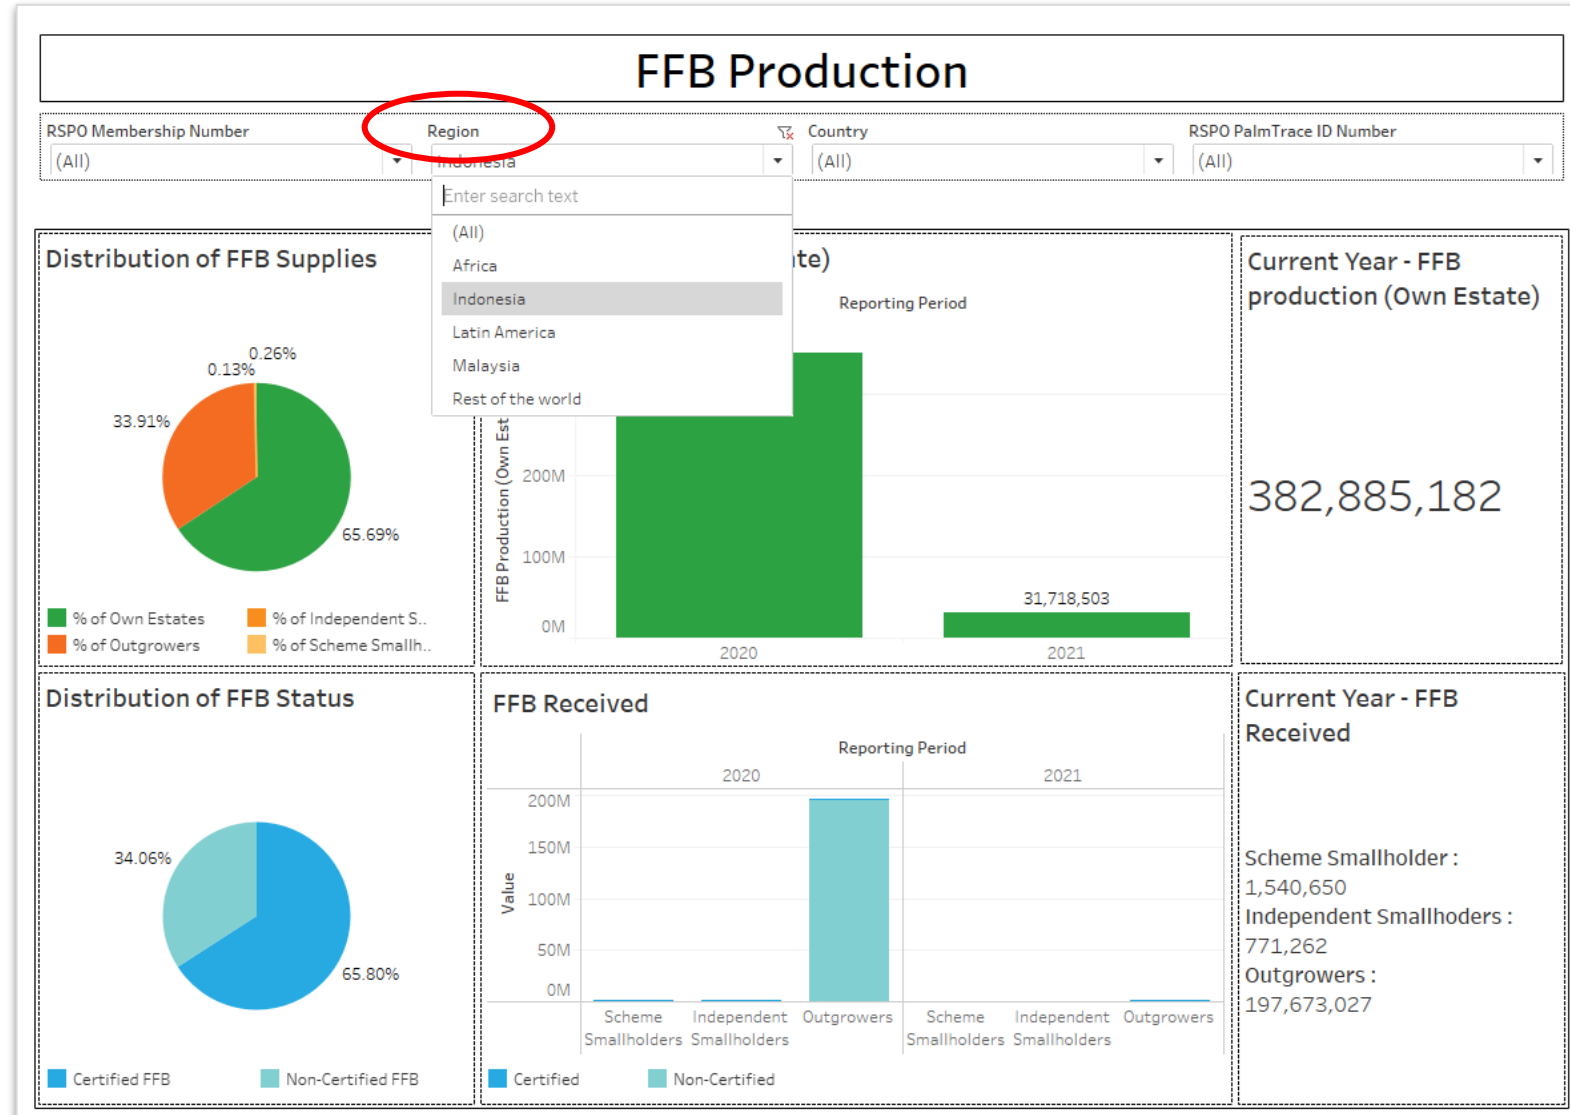 FFB Production
RSPO Membership Number
Region
Country
RSPO PalmTrace ID Number
(All)
Indonesia
(All)
(All)
Enter search text
(All)
Africa
Indonesia
Latin America
Malaysia
Rest of the world
Distribution of FFB Supplies
0.26%
0.13%
33.91%
65.69%
% of Own Estates
% of Independent S..
% of Outgrowers
% of Scheme Smallh..
te)
Reporting Period
FFB Production (Own Est
200M
100M
0M
31,718,503
2020
2021
Current Year - FFB
production (Own Estate)
382,885,182
Distribution of FFB Status
34.06%
65.80%
Certified FFB
Non-Certified FFB
FFB Received
Reporting Period
2020
2021
Value
200M
150M
100M
50M
0M
Scheme Smallholders
Independent Smallholders
Outgrowers
Scheme Smallholders
Independent Smallholders
Outgrowers
Certified
Non-Certified
Current Year - FFB
Received
Scheme Smallholder :
1,540,650
Independent Smallhoders :
771,262
Outgrowers :
197,673,027